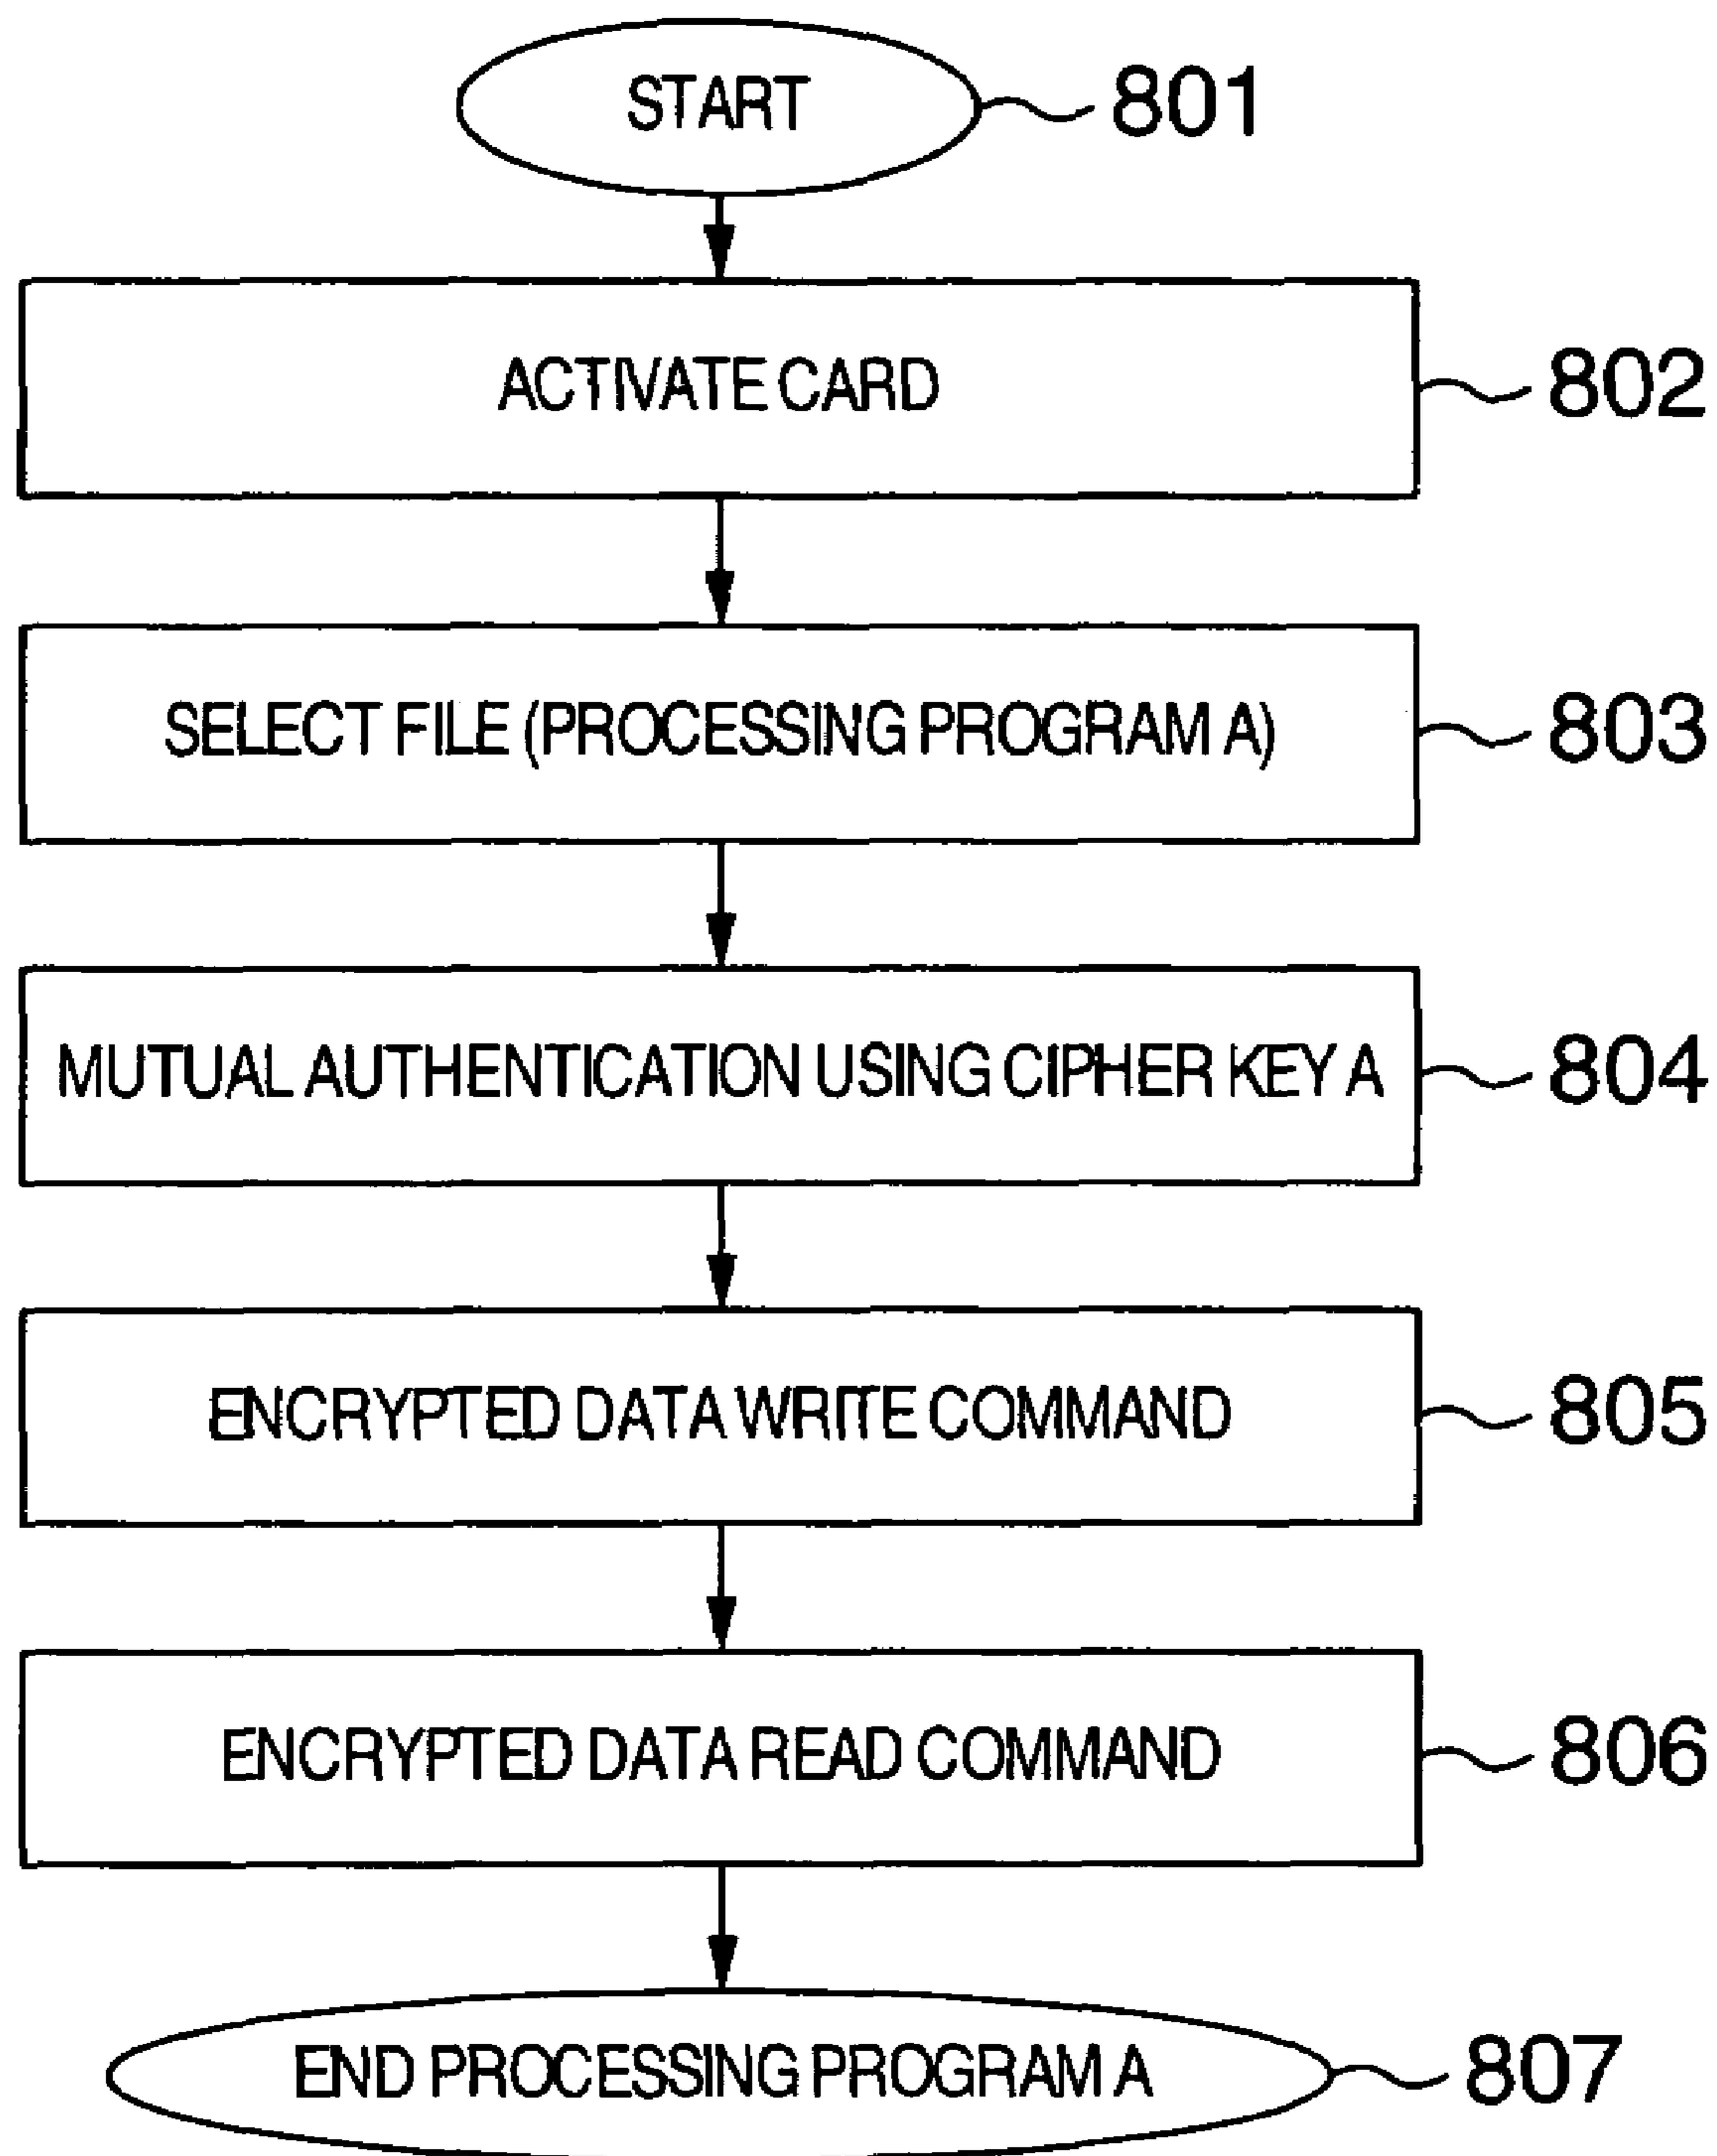 START 801
ACTIVATE CARD 802
SELECT FILE (PROCESSING PROGRAM A) 803
MUTUAL AUTHENTICATION USING CIPHER KEY A 804
ENCRYPTED DATA WRITE COMMAND 805
ENCRYPTED DATA READ COMMAND 806
END PROCESSING PROGRAM A 807